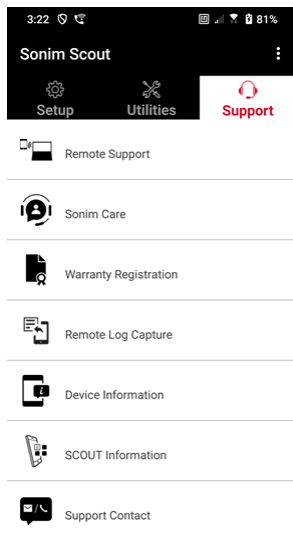 3:22 81%
Sonim Scout
Setup Utilities Support
Remote Support
Sonim Care
Warranty Registration
Remote Log Capture
Device Information
SCOUT Information
Support Contact